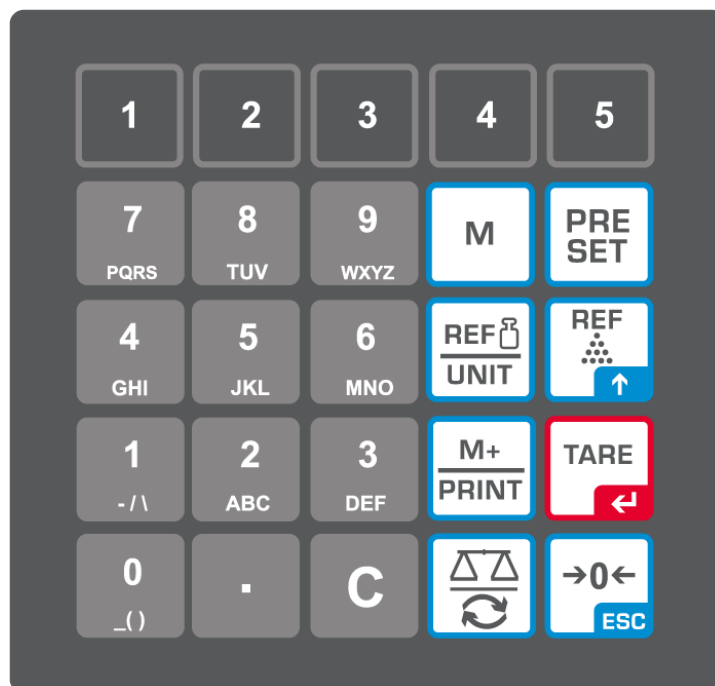 1 2 3 4 5
7 8 9 M PRE
PQRS TUV WXYZ SET
4 5 6 REF REF
GHI JKL MNO UNIT ↑
1 2 3 M+ TARE
-/\ ABC DEF PRINT ↵
0 . C →0←
_() ESC